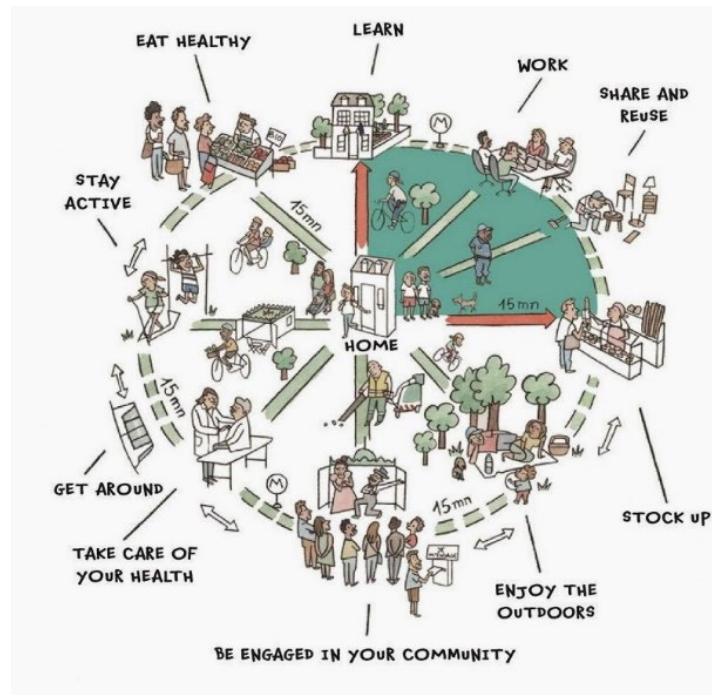 LEARN
EAT HEALTHY
WORK
SHARE AND
REUSE
M
BIO
STAY
ACTIVE
15mn
15mn
HOME
15mn
GET AROUND
M
15mn
STOCK UP
TAKE CARE OF
YOUR HEALTH
ENJOY THE
OUTDOORS
BE ENGAGED IN YOUR COMMUNITY